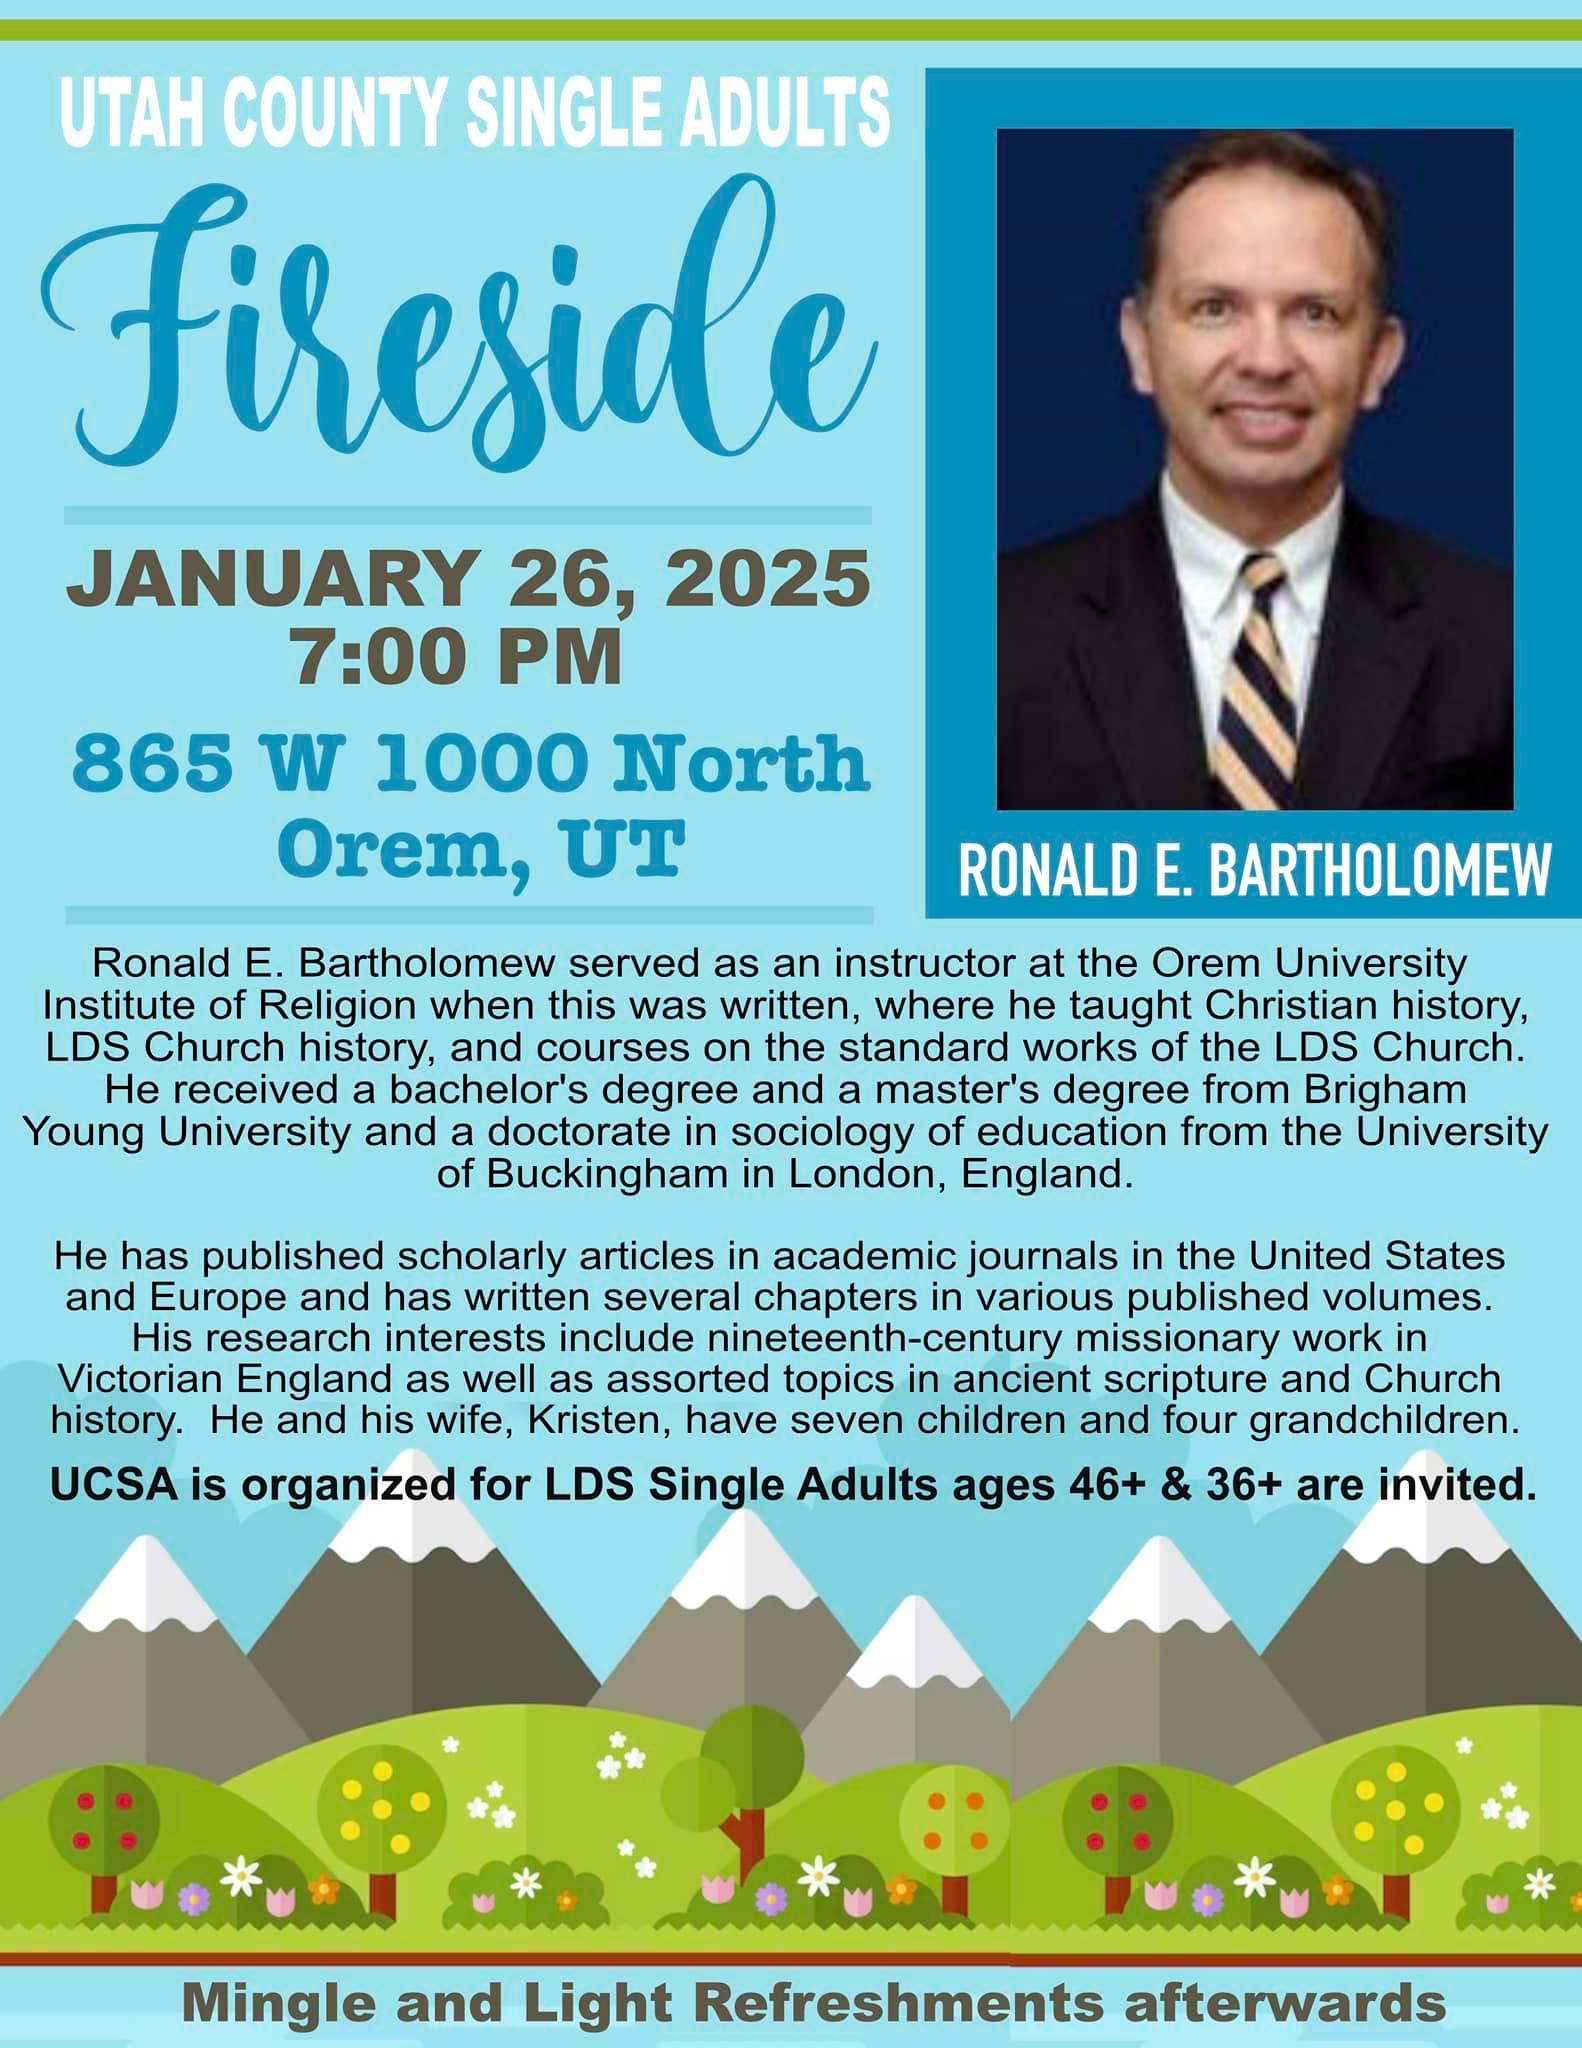 UTAH COUNTY SINGLE ADULTS
Fireside
JANUARY 26, 2025
7:00 PM
865 W 1000 North
Orem, UT
RONALD E. BARTHOLOMEW
Ronald E. Bartholomew served as an instructor at the Orem University
Institute of Religion when this was written, where he taught Christian history,
LDS Church history, and courses on the standard works of the LDS Church.
He received a bachelor's degree and a master's degree from Brigham
Young University and a doctorate in sociology of education from the University
of Buckingham in London, England.
He has published scholarly articles in academic journals in the United States
and Europe and has written several chapters in various published volumes.
His research interests include nineteenth-century missionary work in
Victorian England as well as assorted topics in ancient scripture and Church
history. He and his wife, Kristen, have seven children and four grandchildren.
UCSA is organized for LDS Single Adults ages 46+ & 36+ are invited.
Mingle and Light Refreshments afterwards